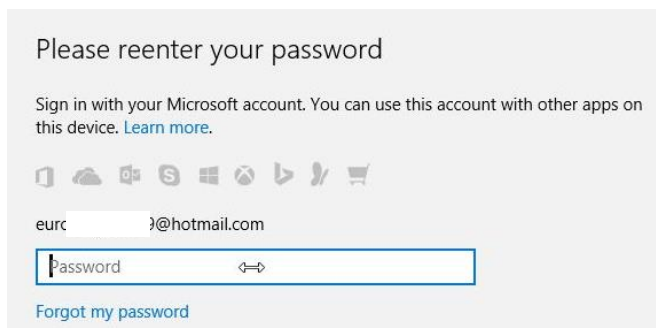 Please reenter your password
Sign in with your Microsoft account. You can use this account with other apps on
this device. Learn more.
eurc 9@hotmail.com
Password
Forgot my password